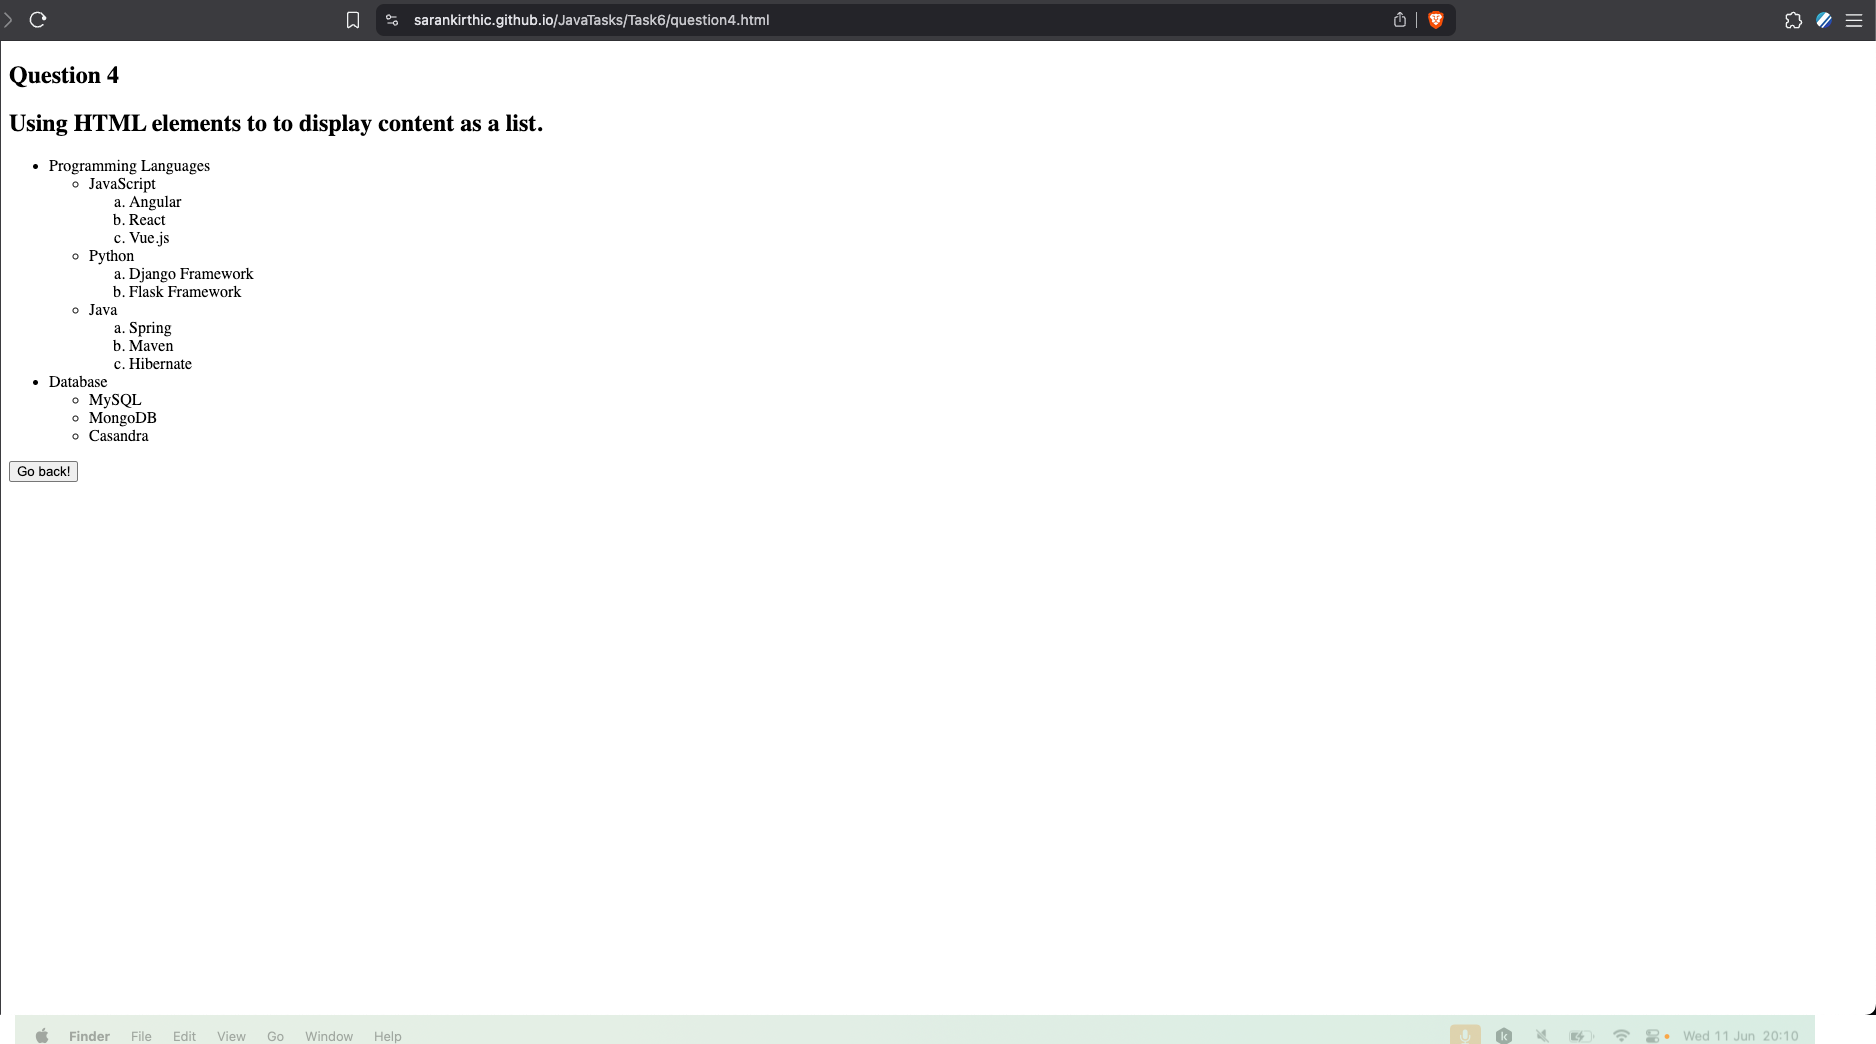 sarankirthic.github.io/JavaTasks/Task6/question4.html
Question 4
Using HTML elements to to display content as a list.
• Programming Languages
◦ JavaScript
a. Angular
b. React
c. Vue.js
◦ Python
a. Django Framework
b. Flask Framework
◦ Java
a. Spring
b. Maven
c. Hibernate
• Database
◦ MySQL
◦ MongoDB
◦ Casandra
Go back!
Finder File Edit View Go Window Help Wed 11 Jun 20:10